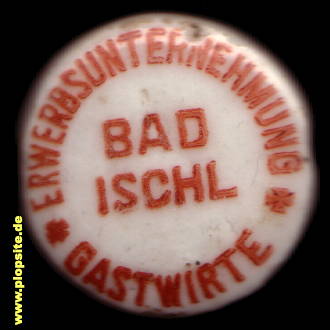 ERWERBSUNTERNEHMUNG
BAD
ISCHL
* GASTWIRTE *
www.plopsite.de